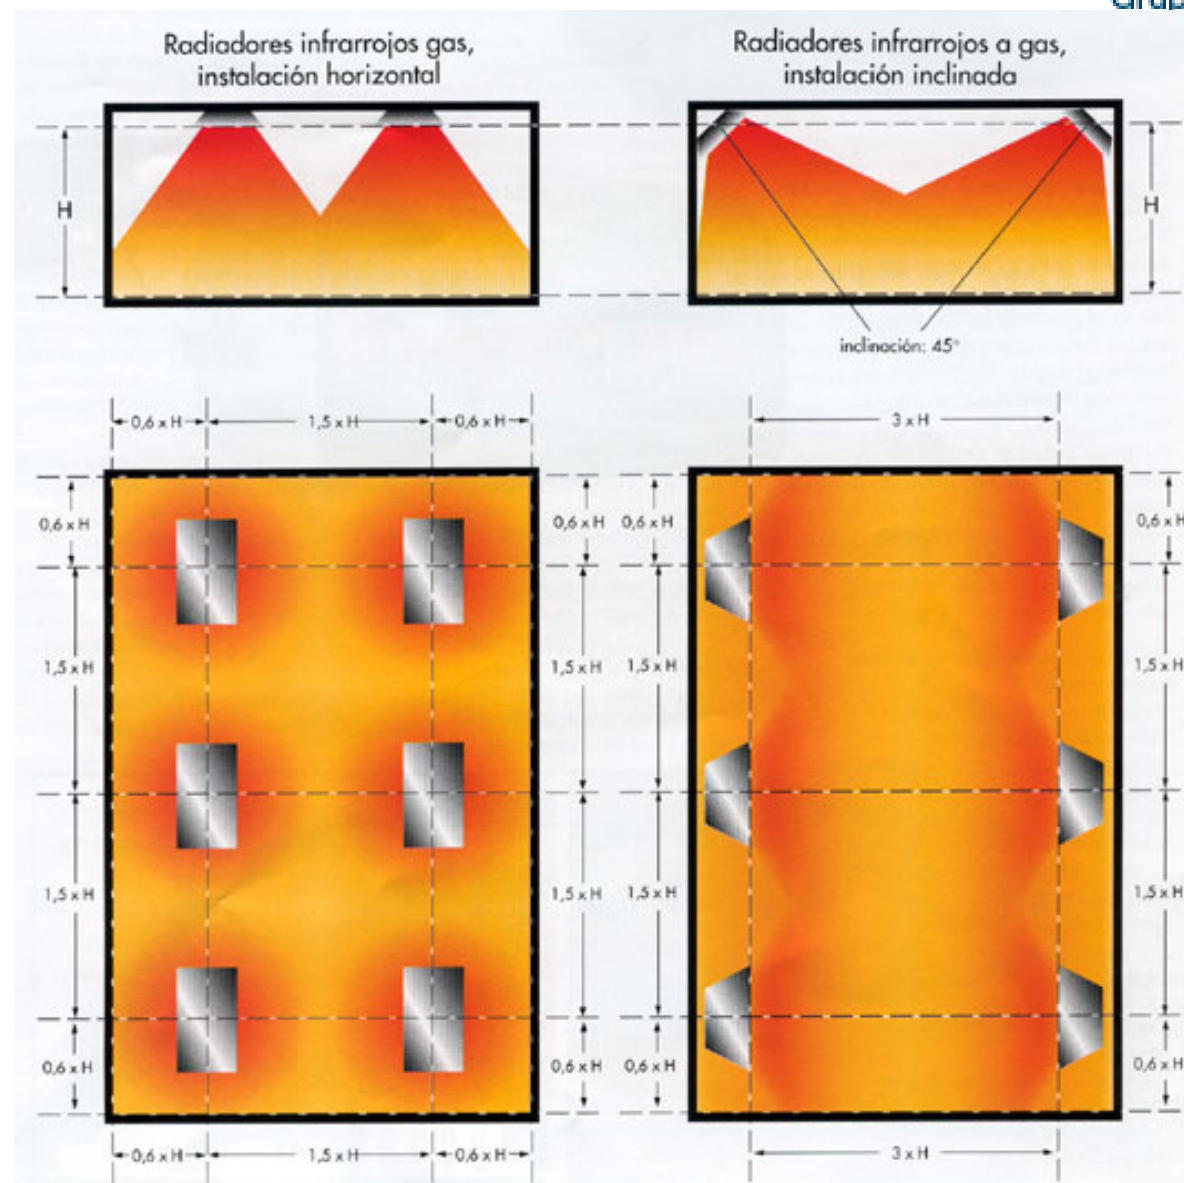 Radiadores infrarrojos gas,
instalación horizontal
Radiadores infrarrojos a gas,
instalación inclinada
H
H
inclinación: 45°
0,6 x H
1,5 x H
0,6 x H
3 x H
0,6 x H
0,6 x H
0,6 x H
0,6 x H
1,5 x H
1,5 x H
1,5 x H
1,5 x H
1,5 x H
1,5 x H
1,5 x H
1,5 x H
0,6 x H
0,6 x H
0,6 x H
0,6 x H
0,6 x H
1,5 x H
0,6 x H
3 x H